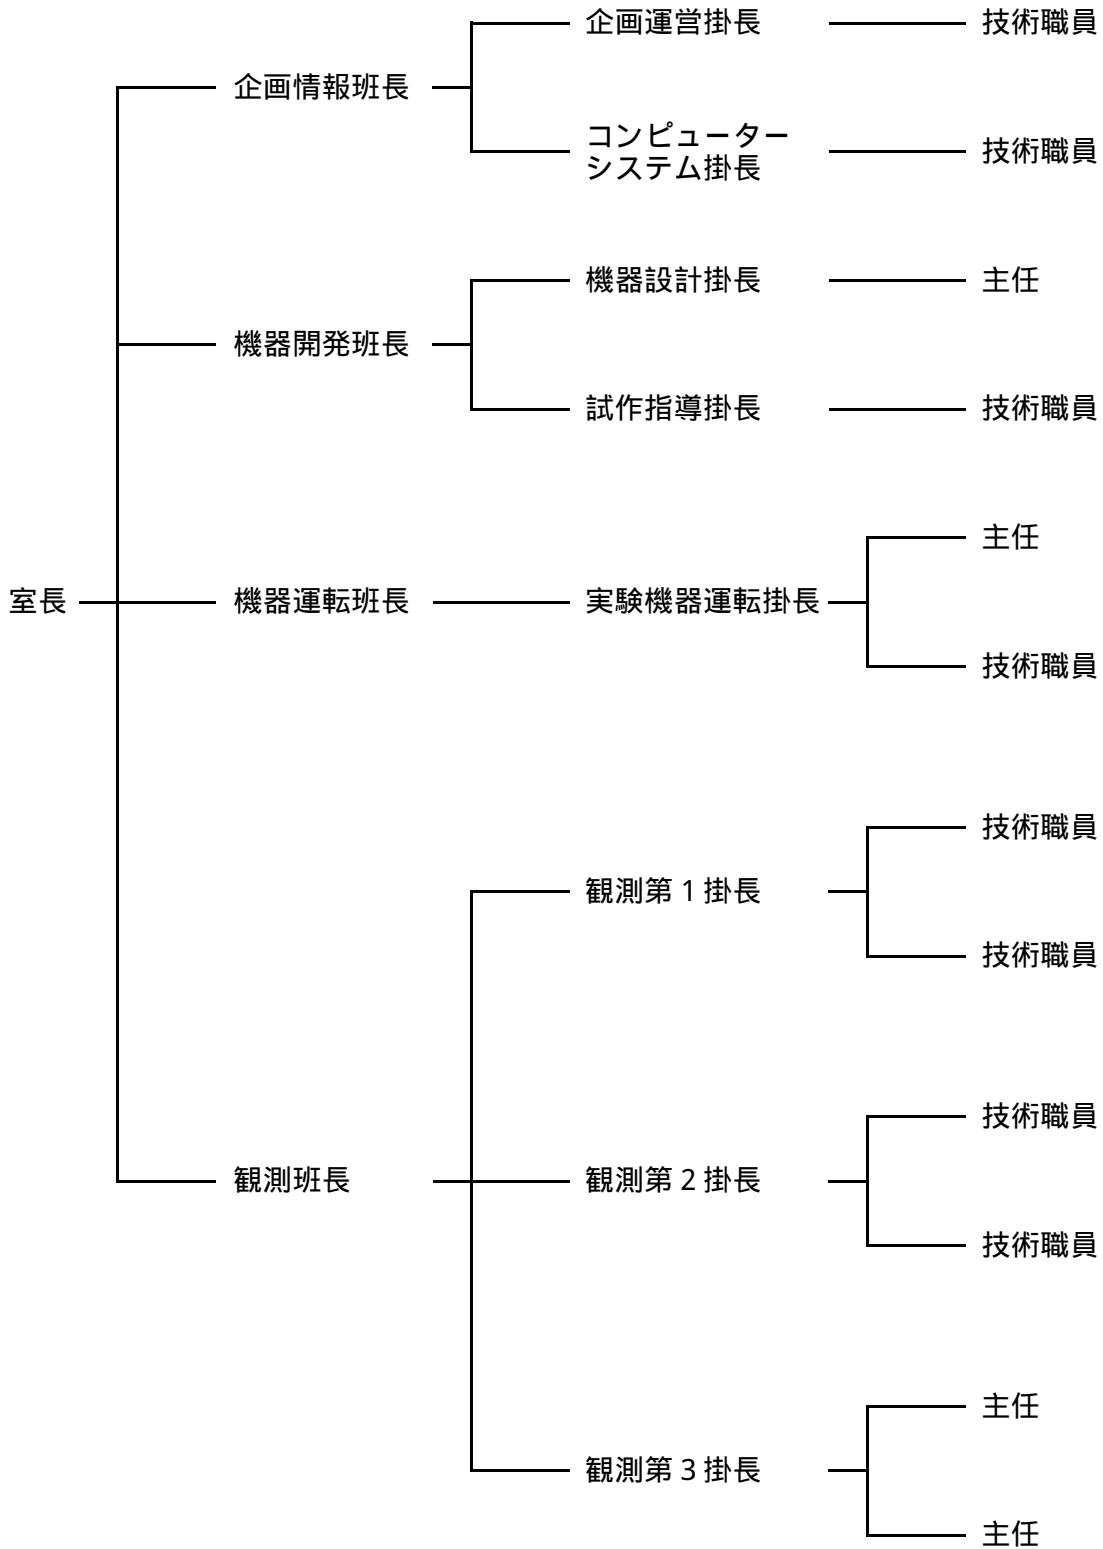 企画運営掛長
技術職員
企画情報班長
コンピューター
システム掛長
技術職員
機器設計掛長
主任
機器開発班長
試作指導掛長
技術職員
主任
室長
機器運転班長
実験機器運転掛長
技術職員
技術職員
観測第1掛長
技術職員
技術職員
観測班長
観測第2掛長
技術職員
主任
観測第3掛長
主任